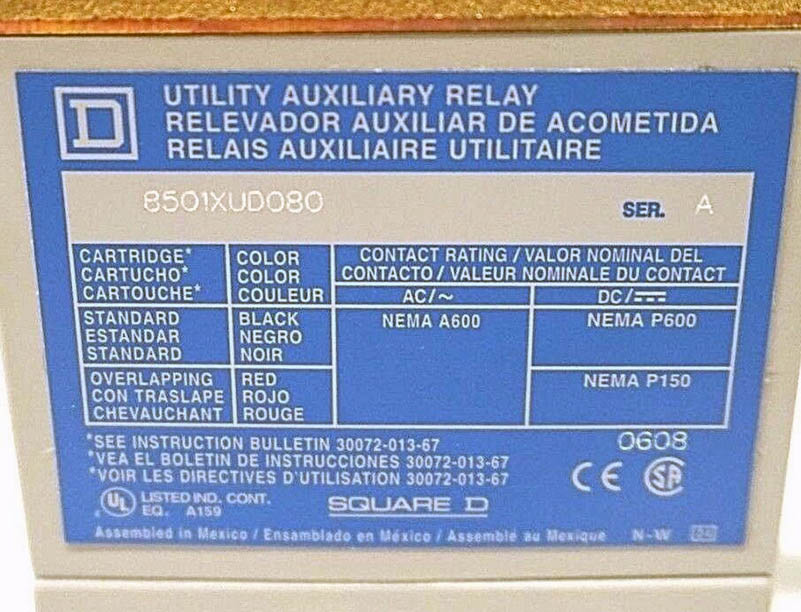 D
UTILITY AUXILIARY RELAY
RELEVADOR AUXILIAR DE ACOMETIDA
RELAIS AUXILIAIRE UTILITAIRE
8501XUD080
SER. A
CARTRIDGE* COLOR CONTACT RATING / VALOR NOMINAL DEL
CARTUCHO* COLOR CONTACTO / VALEUR NOMINALE DU CONTACT
CARTOUCHE* COULEUR AC/~ DC/⎓
STANDARD BLACK NEMA A600 NEMA P600
ESTANDAR NEGRO
STANDARD NOIR
OVERLAPPING RED NEMA P150
CON TRASLAPE ROJO
CHEVAUCHANT ROUGE
*SEE INSTRUCTION BULLETIN 30072-013-67
*VEA EL BOLETIN DE INSTRUCCIONES 30072-013-67
*VOIR LES DIRECTIVES D'UTILISATION 30072-013-67
0608
CE SA
UL LISTED IND. CONT.
EQ. A159
SQUARE D
Assembled in Mexico / Ensamblado en México / Assemblé au Mexique N-W